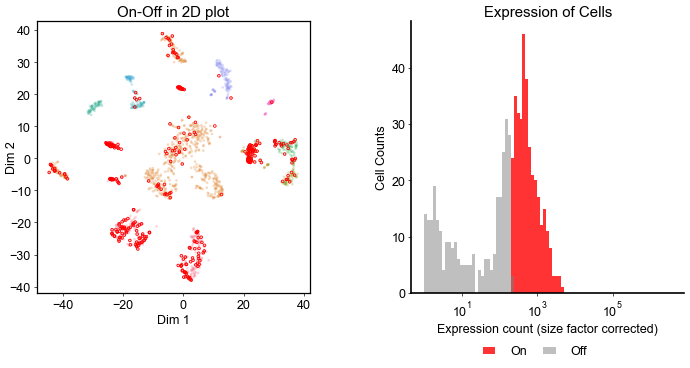 On-Off in 2D plot
40
30
20
10
0
−10
−20
−30
−40
Dim 2
−40
−20
0
20
40
Dim 1
Expression of Cells
40
30
20
10
0
Cell Counts
10^1
10^3
10^5
Expression count (size factor corrected)
On
Off